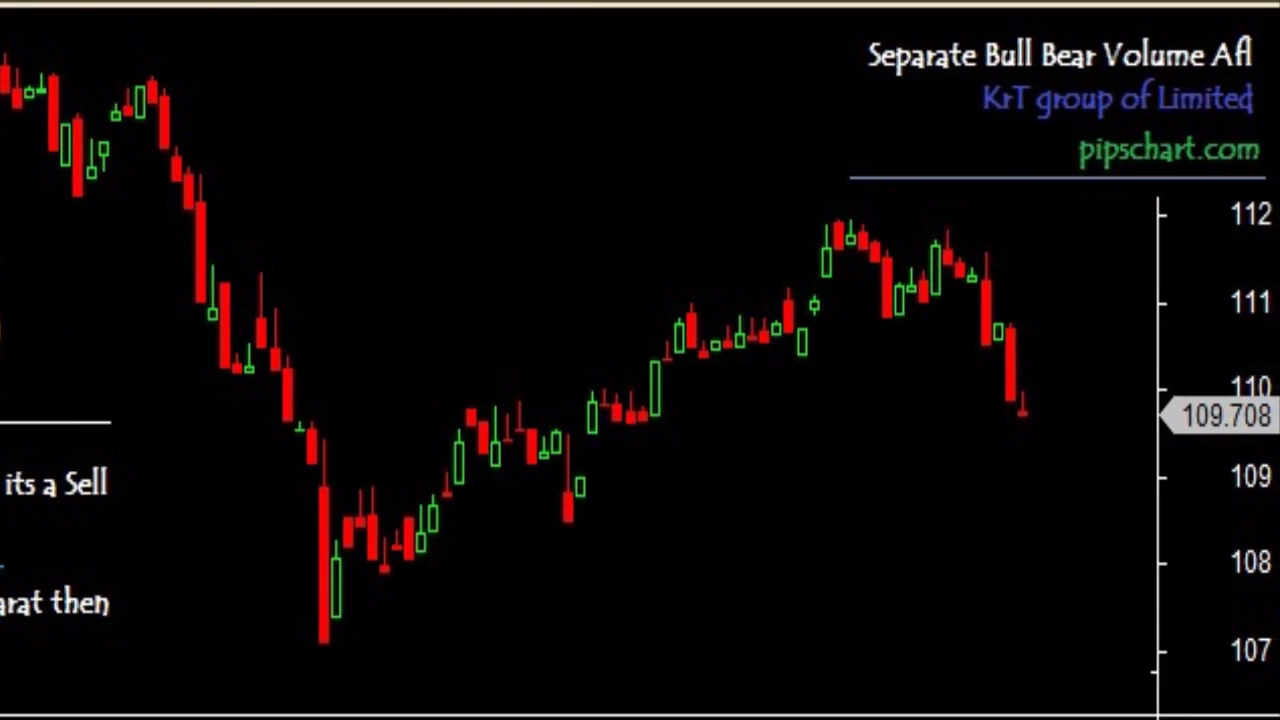 Separate Bull Bear Volume Afl
KrT group of Limited
pipschart.com
112
111
110
109.708
109
108
107
its a Sell
then